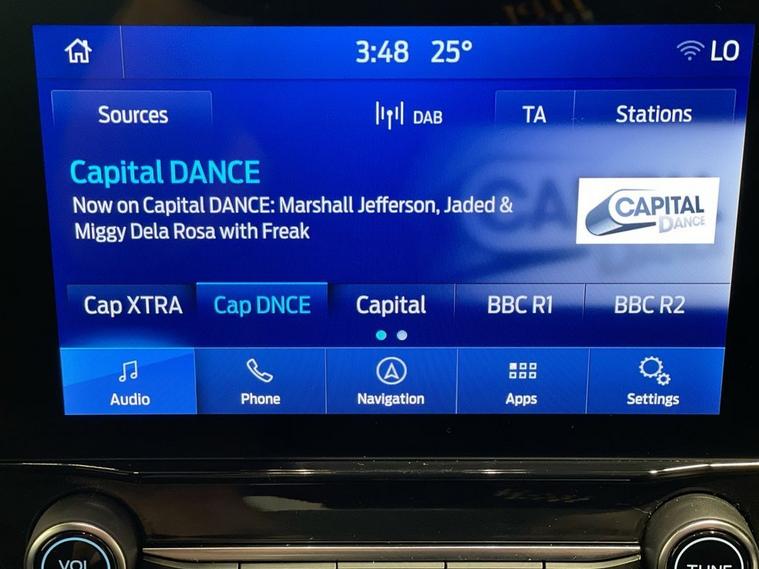 3:48 25° LO
Sources DAB TA Stations
Capital DANCE
Now on Capital DANCE: Marshall Jefferson, Jaded &
Miggy Dela Rosa with Freak
CAPITAL
DANCE
Cap XTRA Cap DNCE Capital BBC R1 BBC R2
Audio Phone Navigation Apps Settings
VOL TUNE